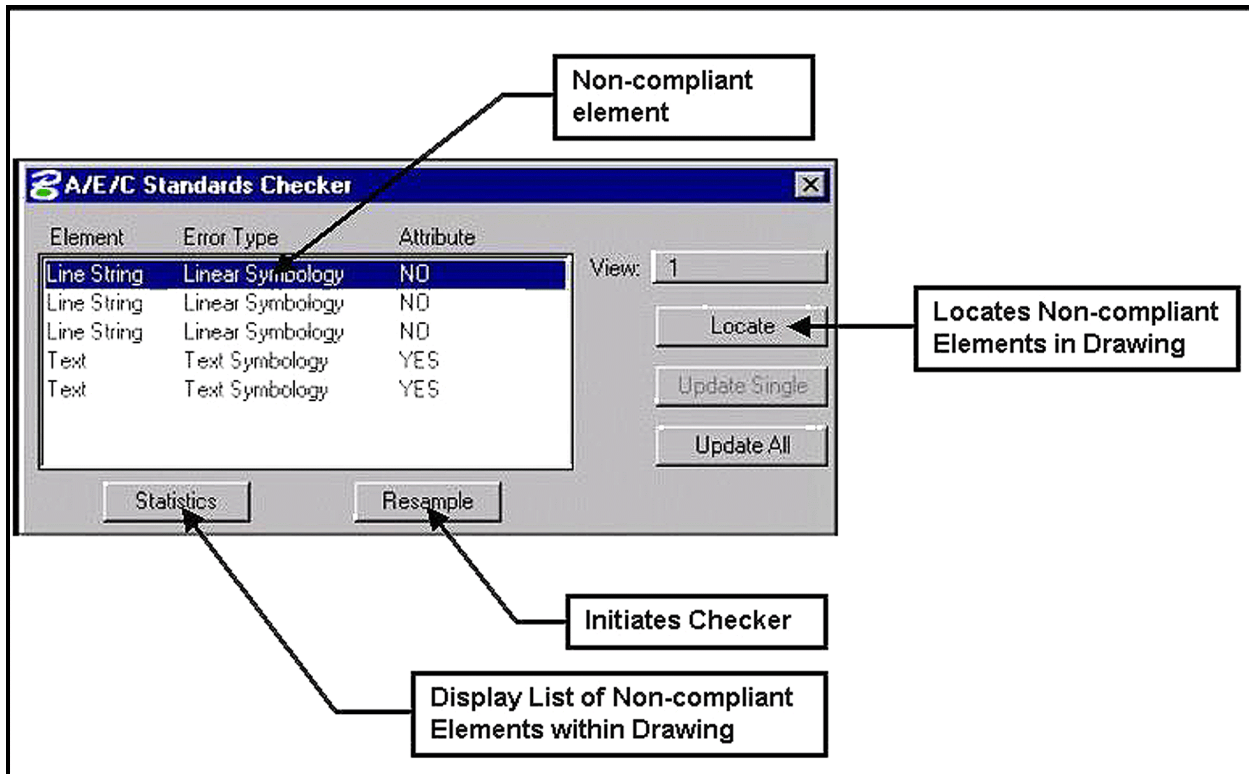 Non-compliant
element
A/E/C Standards Checker
Element Error Type Attribute
Line String Linear Symbology NO
Line String Linear Symbology NO
Line String Linear Symbology NO
Text Text Symbology YES
Text Text Symbology YES
View: 1
Locate
Update Single
Update All
Statistics Resample
Locates Non-compliant
Elements in Drawing
Initiates Checker
Display List of Non-compliant
Elements within Drawing